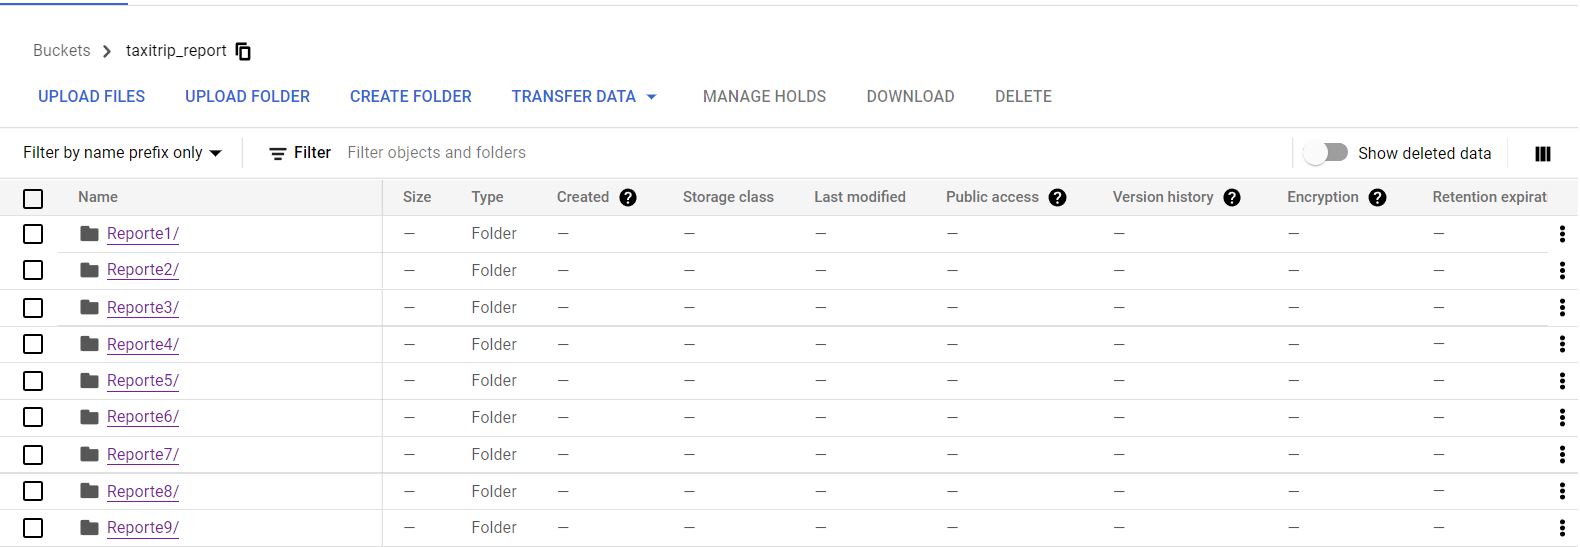 Buckets > taxitrip_report
UPLOAD FILES UPLOAD FOLDER CREATE FOLDER TRANSFER DATA MANAGE HOLDS DOWNLOAD DELETE
Filter by name prefix only Filter Filter objects and folders Show deleted data
Name Size Type Created ? Storage class Last modified Public access ? Version history ? Encryption ? Retention expirat
Reporte1/ — Folder — — — — — — —
Reporte2/ — Folder — — — — — — —
Reporte3/ — Folder — — — — — — —
Reporte4/ — Folder — — — — — — —
Reporte5/ — Folder — — — — — — —
Reporte6/ — Folder — — — — — — —
Reporte7/ — Folder — — — — — — —
Reporte8/ — Folder — — — — — — —
Reporte9/ — Folder — — — — — — —